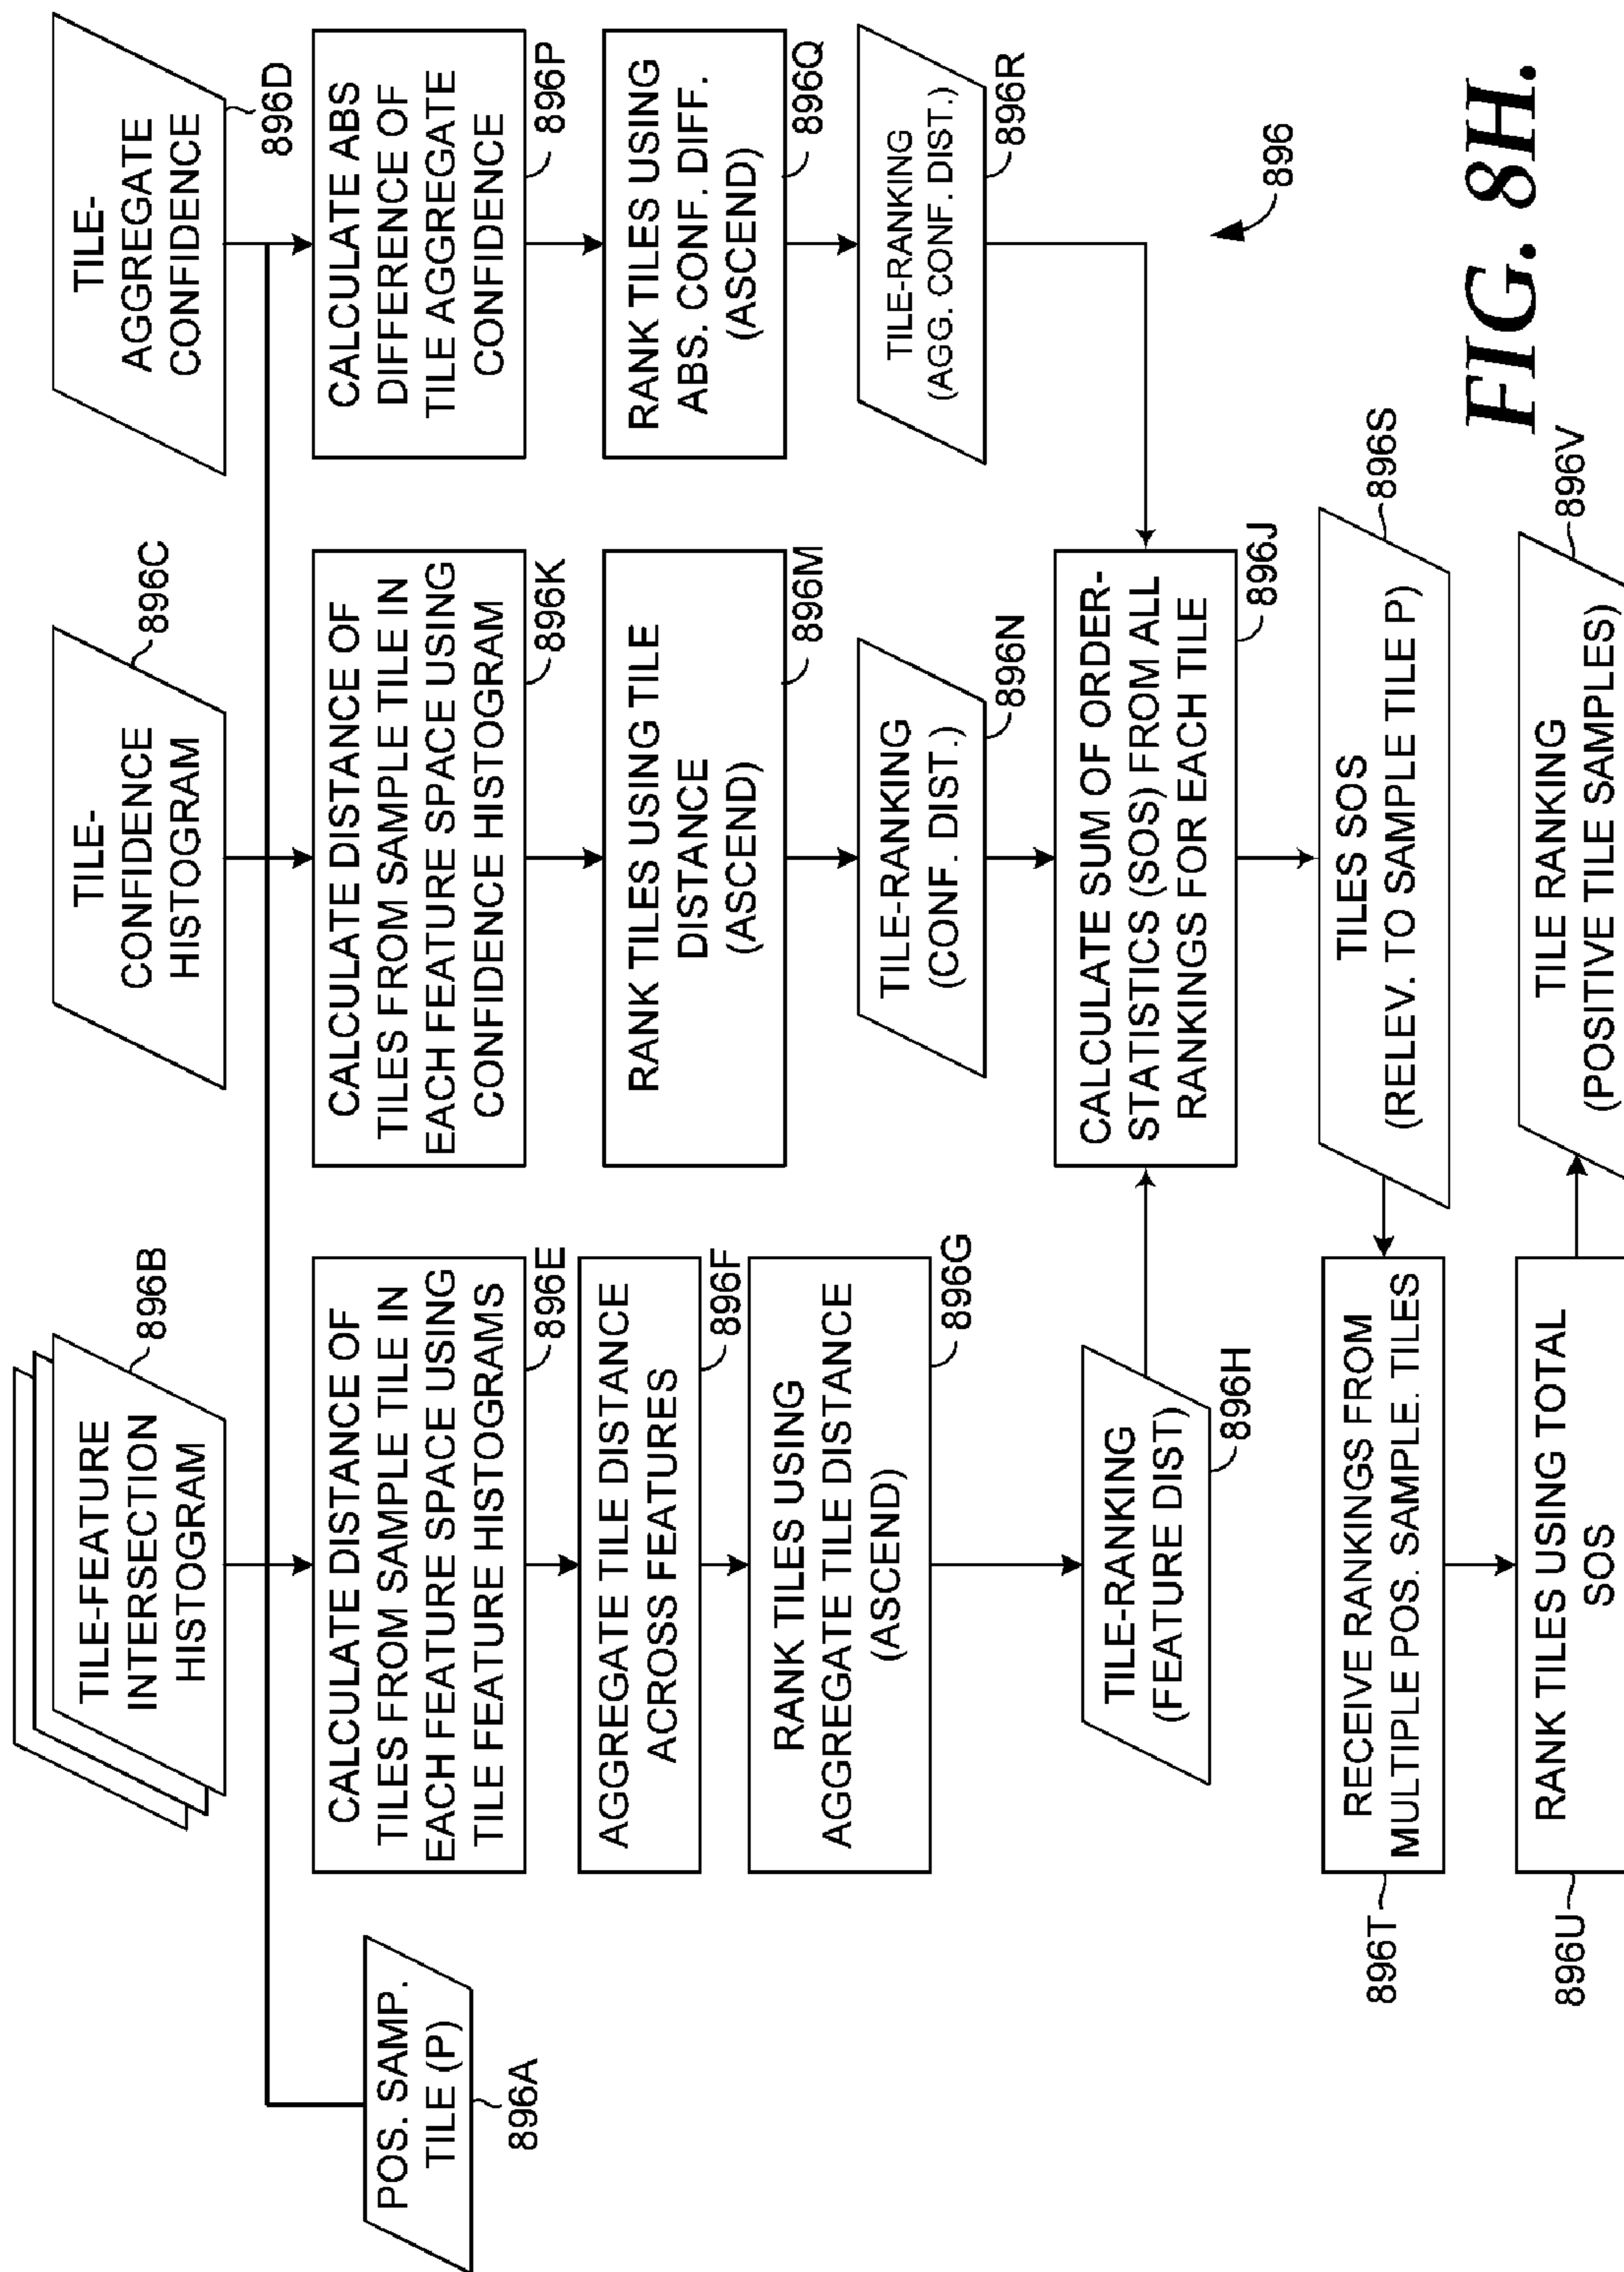 POS. SAMP.
TILE (P)
896A
TILE-FEATURE
INTERSECTION
HISTOGRAM
896B
CALCULATE DISTANCE OF
TILES FROM SAMPLE TILE IN
EACH FEATURE SPACE USING
TILE FEATURE HISTOGRAMS
896E
AGGREGATE TILE DISTANCE
ACROSS FEATURES
896F
RANK TILES USING
AGGREGATE TILE DISTANCE
(ASCEND)
896G
TILE-RANKING
(FEATURE DIST)
896H
TILE-
CONFIDENCE
HISTOGRAM
896C
CALCULATE DISTANCE OF
TILES FROM SAMPLE TILE IN
EACH FEATURE SPACE USING
CONFIDENCE HISTOGRAM
896K
RANK TILES USING TILE
DISTANCE
(ASCEND)
896M
TILE-RANKING
(CONF. DIST.)
896N
TILE-
AGGREGATE
CONFIDENCE
896D
CALCULATE ABS
DIFFERENCE OF
TILE AGGREGATE
CONFIDENCE
896P
RANK TILES USING
ABS. CONF. DIFF.
(ASCEND)
896Q
TILE-RANKING
(AGG. CONF. DIST.)
896R
CALCULATE SUM OF ORDER-
STATISTICS (SOS) FROM ALL
RANKINGS FOR EACH TILE
896J
896
TILES SOS
(RELEV. TO SAMPLE TILE P)
896S
RECEIVE RANKINGS FROM
MULTIPLE POS. SAMPLE. TILES
896T
RANK TILES USING TOTAL
SOS
896U
TILE RANKING
(POSITIVE TILE SAMPLES)
896V
FIG. 8H.